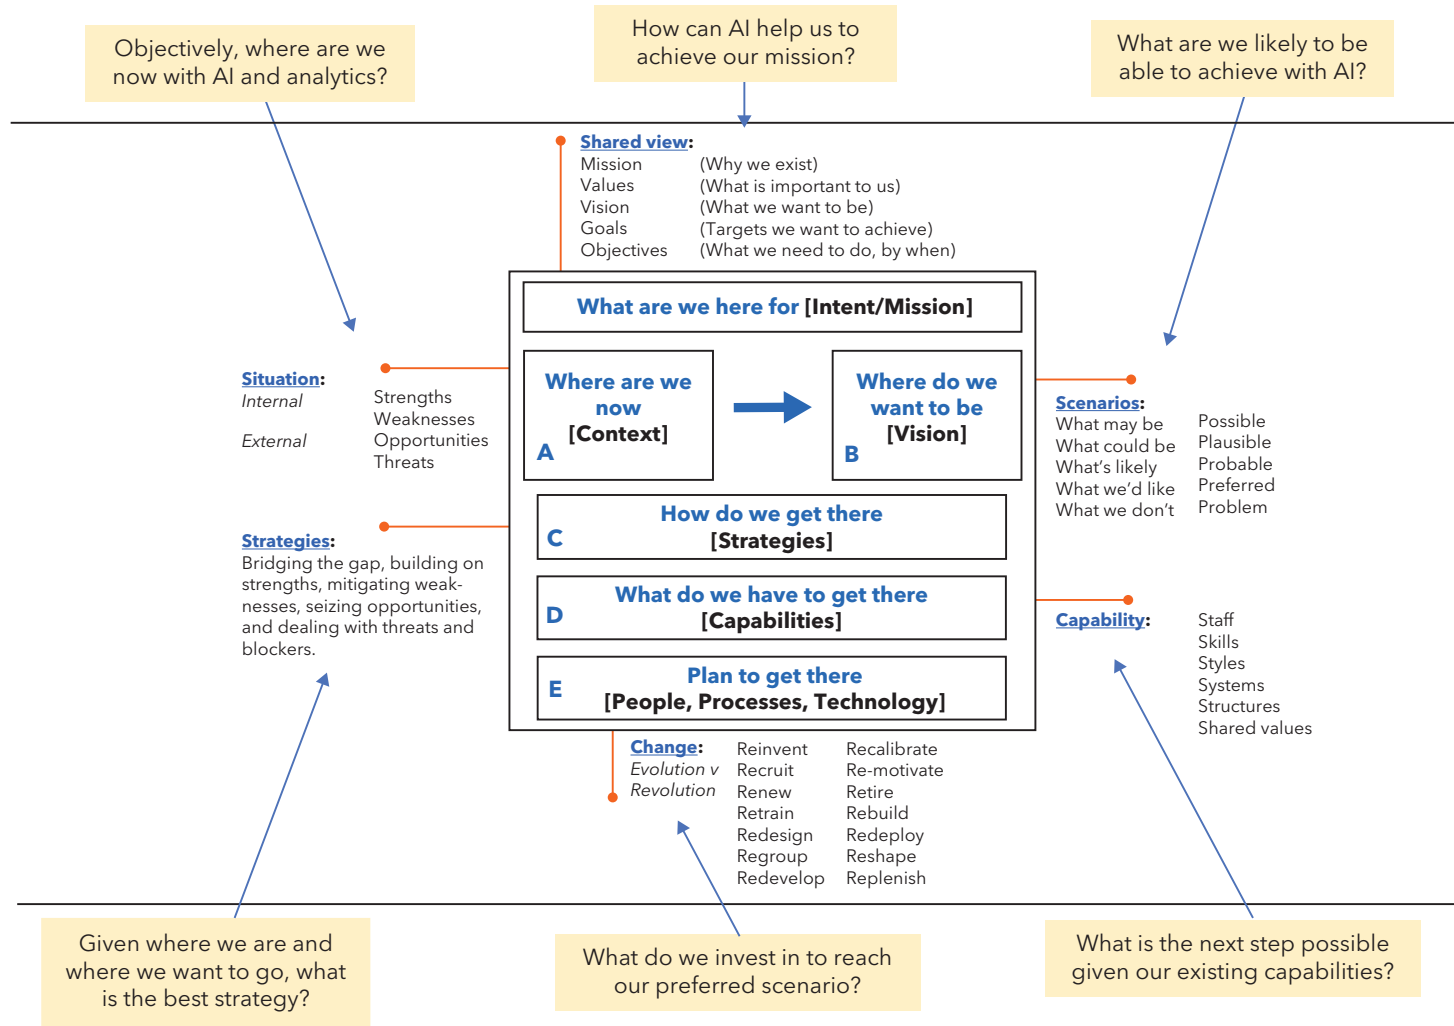 Objectively, where are we
now with AI and analytics?
How can AI help us to
achieve our mission?
What are we likely to be
able to achieve with AI?
Shared view:
Mission (Why we exist)
Values (What is important to us)
Vision (What we want to be)
Goals (Targets we want to achieve)
Objectives (What we need to do, by when)
What are we here for [Intent/Mission]
Where are we
now
[Context]
A
Where do we
want to be
[Vision]
B
Situation:
Internal
External
Strengths
Weaknesses
Opportunities
Threats
Scenarios:
What may be
What could be
What's likely
What we'd like
What we don't
Possible
Plausible
Probable
Preferred
Problem
How do we get there
[Strategies]
C
Strategies:
Bridging the gap, building on
strengths, mitigating weak-
nesses, seizing opportunities,
and dealing with threats and
blockers.
What do we have to get there
[Capabilities]
D
Capability:
Staff
Skills
Styles
Systems
Structures
Shared values
Plan to get there
[People, Processes, Technology]
E
Change:
Evolution v
Revolution
Reinvent
Recruit
Renew
Retrain
Redesign
Regroup
Redevelop
Recalibrate
Re-motivate
Retire
Rebuild
Redeploy
Reshape
Replenish
Given where we are and
where we want to go, what
is the best strategy?
What do we invest in to reach
our preferred scenario?
What is the next step possible
given our existing capabilities?